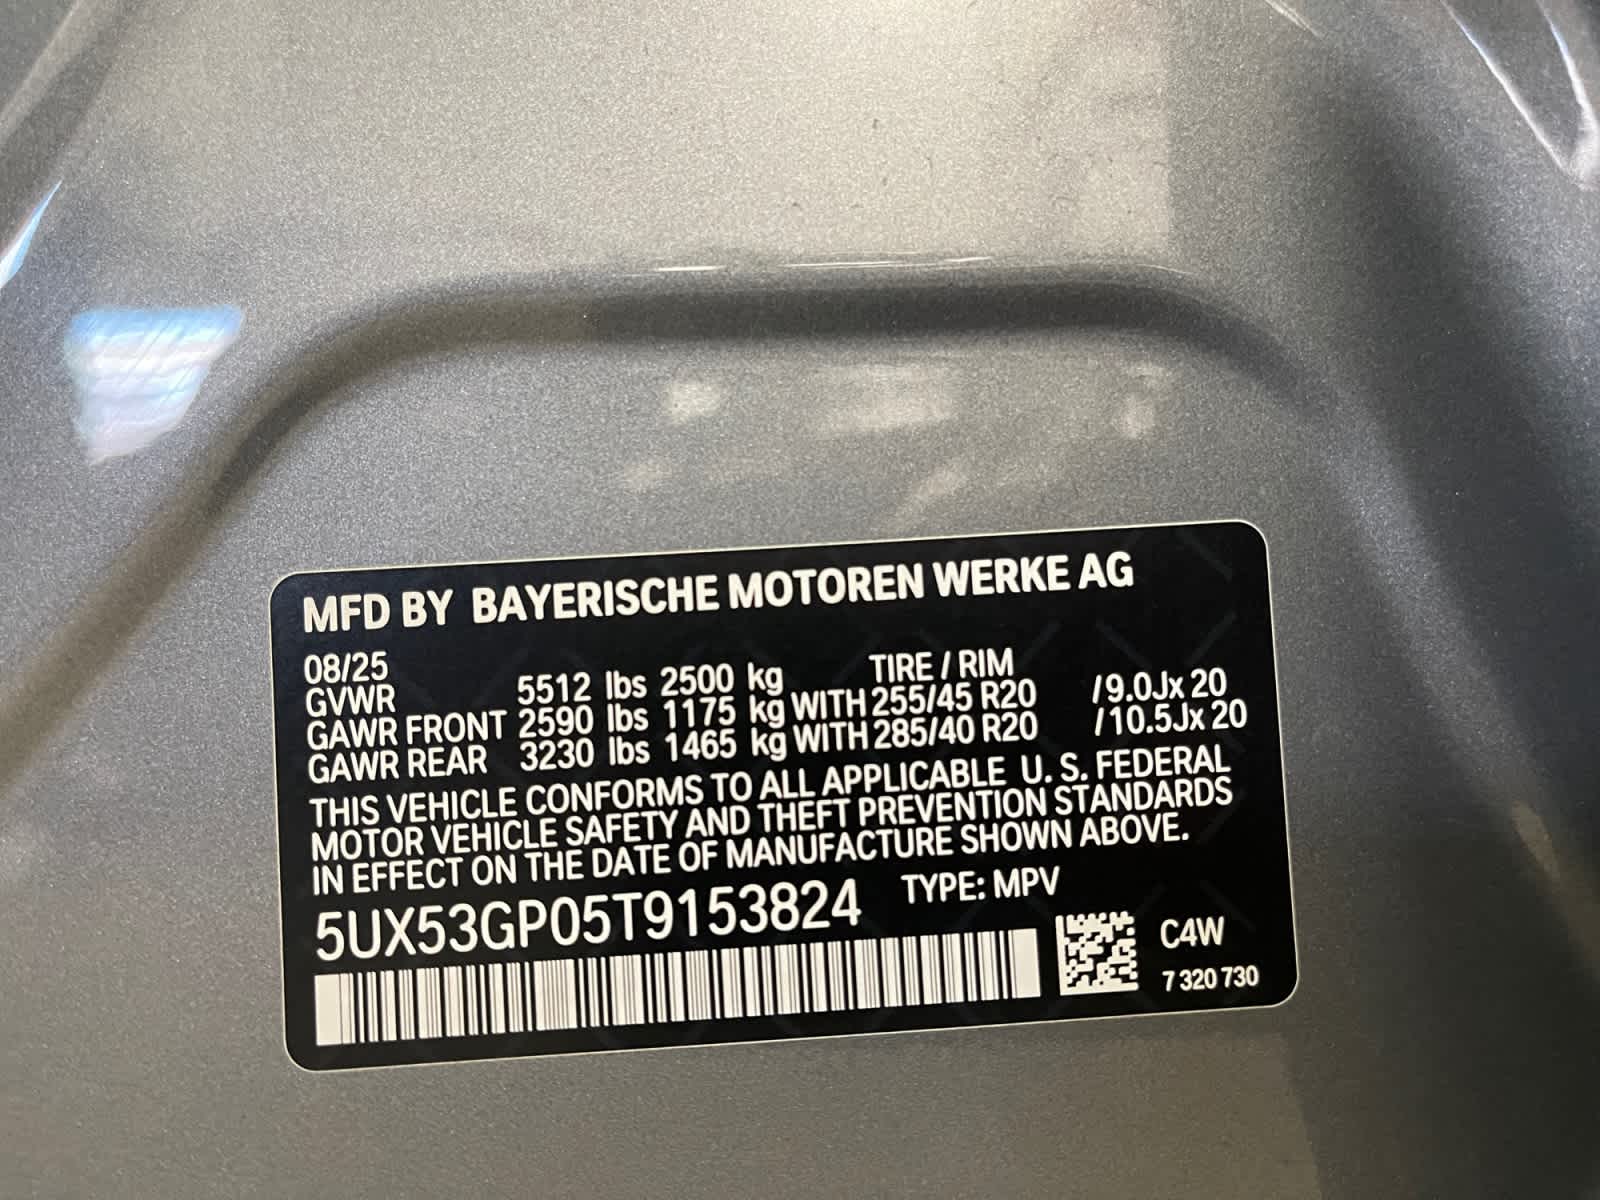 MFD BY BAYERISCHE MOTOREN WERKE AG
08/25 TIRE / RIM
GVWR 5512 lbs 2500 kg
GAWR FRONT 2590 lbs 1175 kg WITH 255/45 R20 /9.0Jx 20
GAWR REAR 3230 lbs 1465 kg WITH 285/40 R20 /10.5Jx 20
THIS VEHICLE CONFORMS TO ALL APPLICABLE U. S. FEDERAL
MOTOR VEHICLE SAFETY AND THEFT PREVENTION STANDARDS
IN EFFECT ON THE DATE OF MANUFACTURE SHOWN ABOVE.
5UX53GP05T9153824 TYPE: MPV
C4W
7 320 730